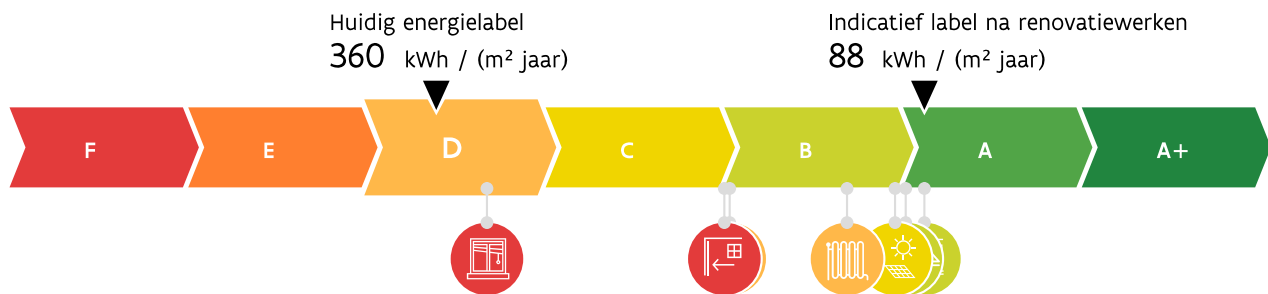 Huidig energielabel
360 kWh / (m² jaar)
Indicatief label na renovatiewerken
88 kWh / (m² jaar)
F E D C B A A+